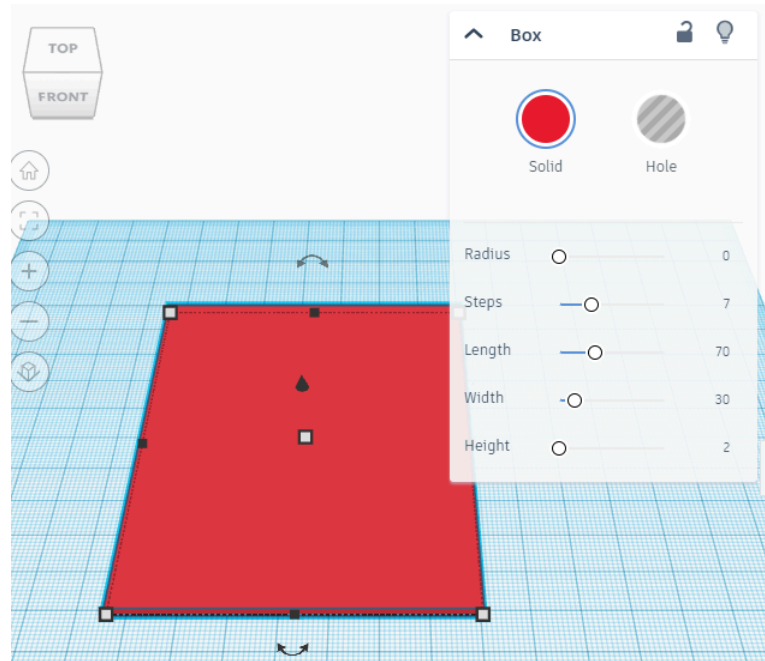 TOP
FRONT
Box
Solid Hole
Radius 0
Steps 7
Length 70
Width 30
Height 2